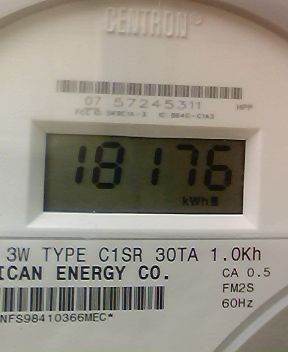 CENTRON®
07 57245311 HPP
18176
kWh
3W TYPE C1SR 30TA 1.0Kh
ICAN ENERGY CO.
CA 0.5
FM2S
60Hz
NFS98410366MEC*